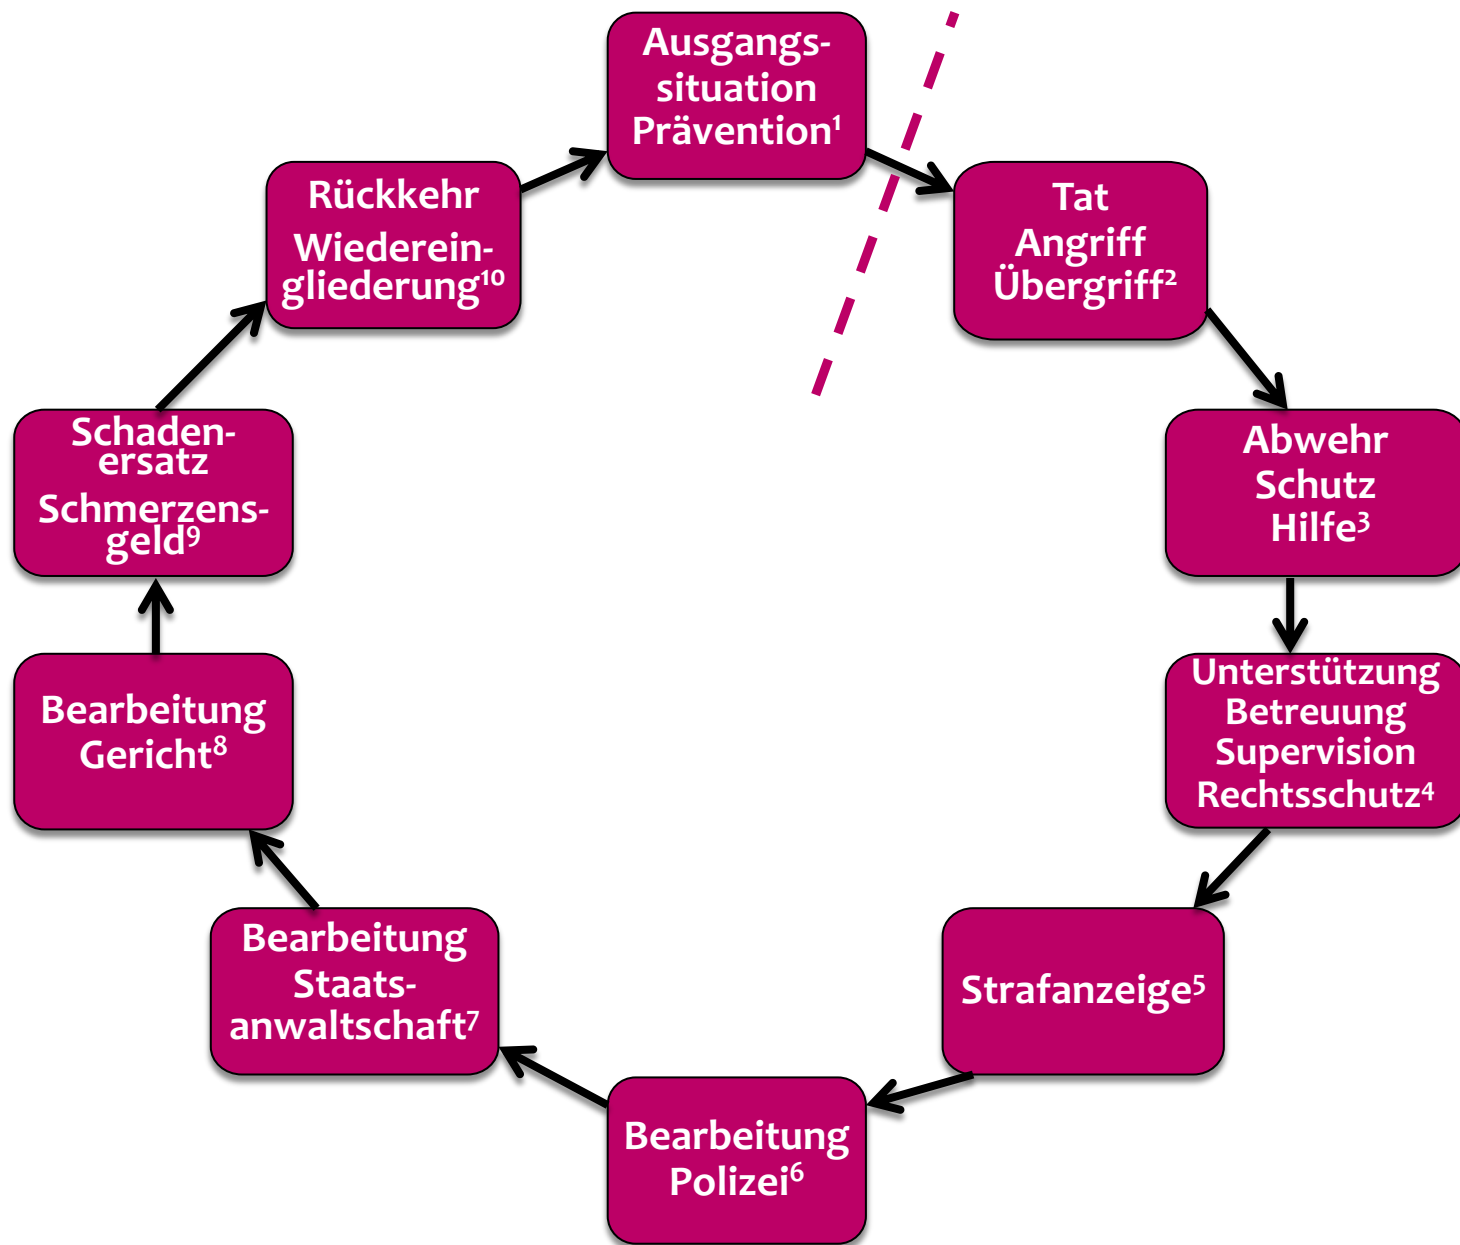 Ausgangs-
situation
Prävention¹
Tat
Angriff
Übergriff²
Abwehr
Schutz
Hilfe³
Unterstützung
Betreuung
Supervision
Rechtsschutz⁴
Strafanzeige⁵
Bearbeitung
Polizei⁶
Bearbeitung
Staats-
anwaltschaft⁷
Bearbeitung
Gericht⁸
Schaden-
ersatz
Schmerzens-
geld⁹
Rückkehr
Wiederein-
gliederung¹⁰